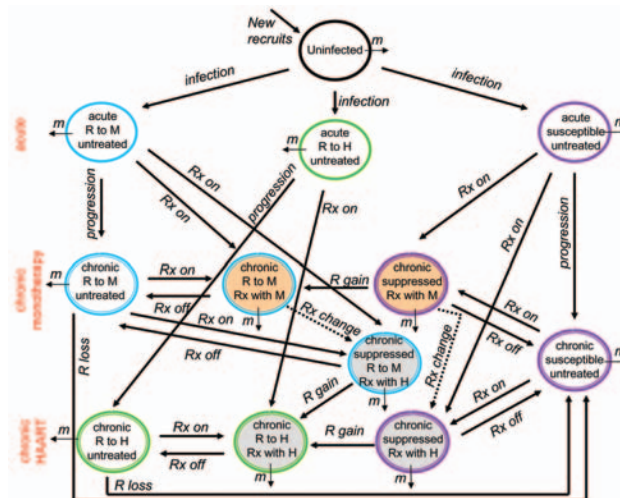 New
recruits
Uninfected
m
infection
infection
infection
acute
R to M
untreated
m
acute
R to H
untreated
m
acute
susceptible
untreated
m
acute
progression
Rx on
Rx on
progression
Rx on
Rx on
Rx on
progression
chronic
monotherapy
m
chronic
R to M
untreated
Rx on
Rx off
chronic
R to M
Rx with M
m
R gain
chronic
suppressed
Rx with M
m
Rx on
Rx off
Rx on
Rx off
Rx change
Rx change
chronic
suppressed
R to M
Rx with H
m
chronic
susceptible
untreated
m
R loss
R gain
Rx on
Rx off
chronic
HAART
m
chronic
R to H
untreated
Rx on
Rx off
chronic
R to H
Rx with H
m
R gain
chronic
suppressed
Rx with H
m
R loss